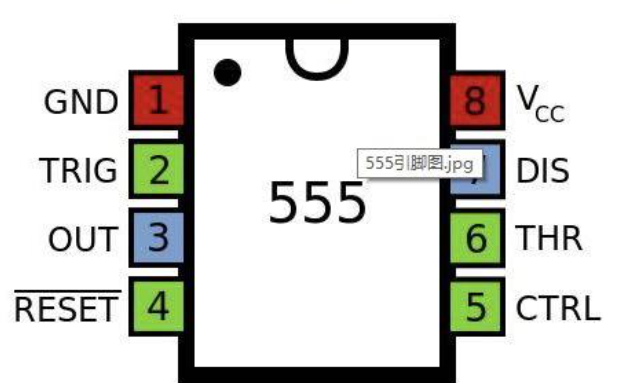 GND 1 8 VCC
555引脚图.jpg
TRIG 2 DIS
555
OUT 3 6 THR
RESET 4 5 CTRL